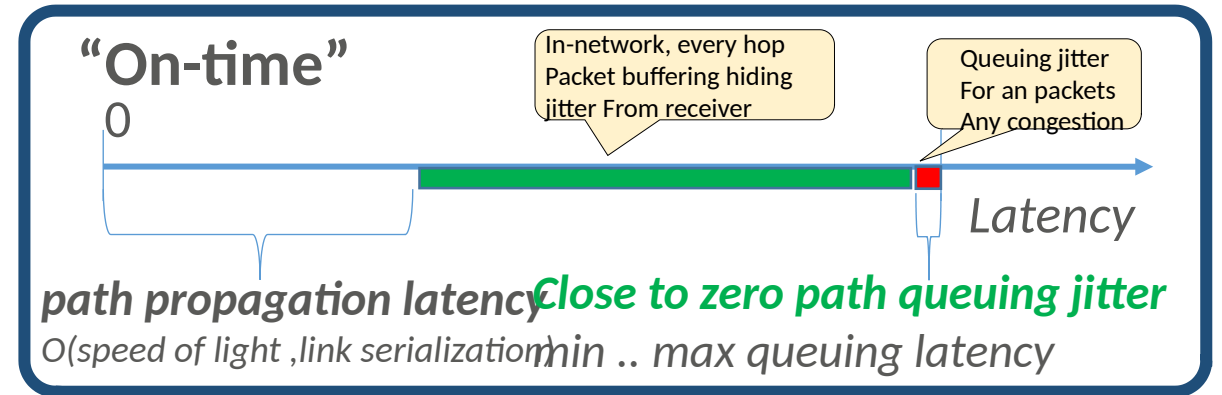 “On-time”
0
In-network, every hop
Packet buffering hiding
jitter From receiver
Queuing jitter
For an packets
Any congestion
Latency
path propagation latency
O(speed of light ,link serialization)
Close to zero path queuing jitter
min .. max queuing latency